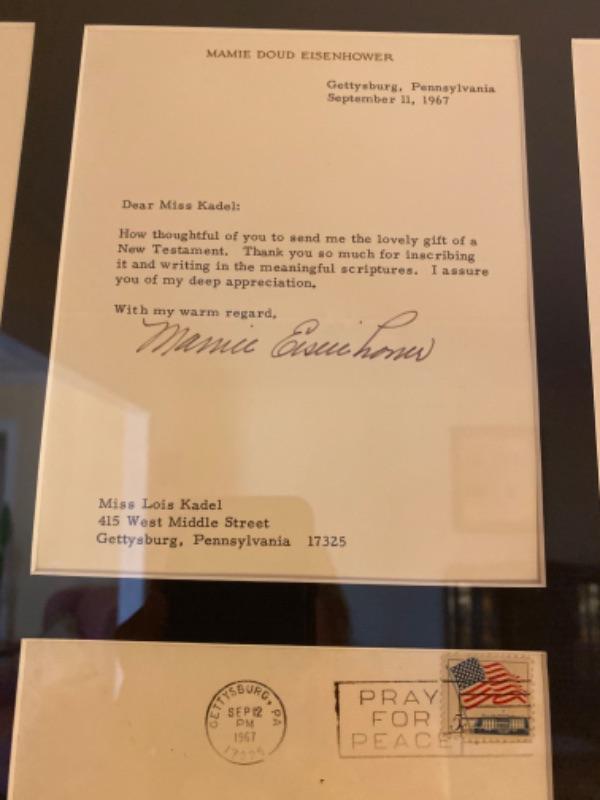 MAMIE DOUD EISENHOWER
Gettysburg, Pennsylvania
September 11, 1967
Dear Miss Kadel:
How thoughtful of you to send me the lovely gift of a
New Testament. Thank you so much for inscribing
it and writing in the meaningful scriptures. I assure
you of my deep appreciation.
With my warm regard,
Mamie Eisenhower
Miss Lois Kadel
415 West Middle Street
Gettysburg, Pennsylvania 17325
GETTYSBURG, PA
SEP 12
PM
1967
17325
PRAY
FOR
PEACE